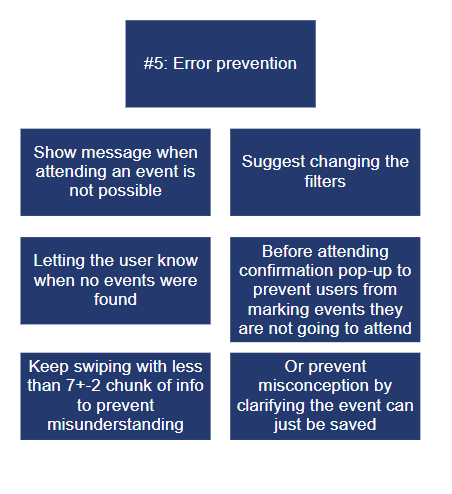 #5: Error prevention
Show message when
attending an event is
not possible
Suggest changing the
filters
Letting the user know
when no events were
found
Before attending
confirmation pop-up to
prevent users from
marking events they
are not going to attend
Keep swiping with less
than 7+-2 chunk of info
to prevent
misunderstanding
Or prevent
misconception by
clarifying the event can
just be saved